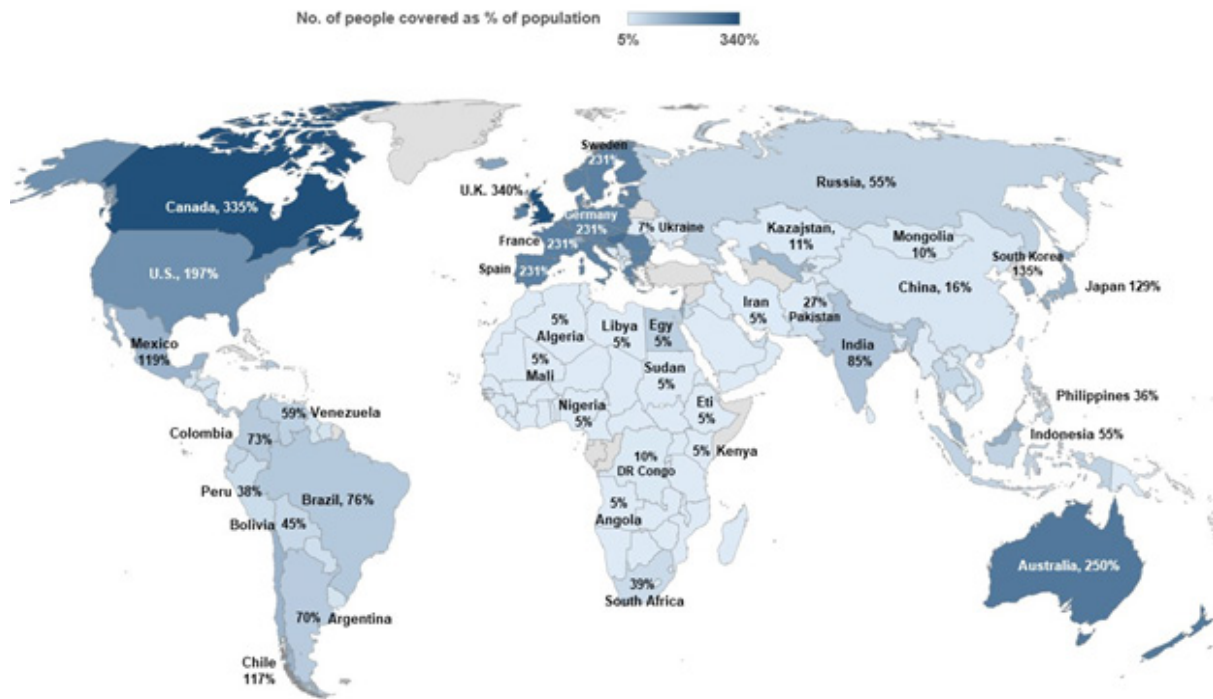 No. of people covered as % of population
5%
340%
Sweden
231%
U.K. 340%
Russia, 55%
Canada, 335%
Germany
231%
7% Ukraine
Kazajstan,
11%
Mongolia
10%
France
231%
South Korea
135%
U.S., 197%
Spain
231%
China, 16%
Japan 129%
Iran
5%
27%
Pakistan
5%
Algeria
Libya
5%
Egy
5%
India
85%
Mexico
119%
5%
Mali
Sudan
5%
Philippines 36%
59% Venezuela
Nigeria
5%
Eti
5%
Colombia
73%
Indonesia 55%
5% Kenya
10%
DR Congo
Peru 38%
Brazil, 76%
5%
Angola
Bolivia 45%
Australia, 250%
39%
South Africa
70% Argentina
Chile
117%